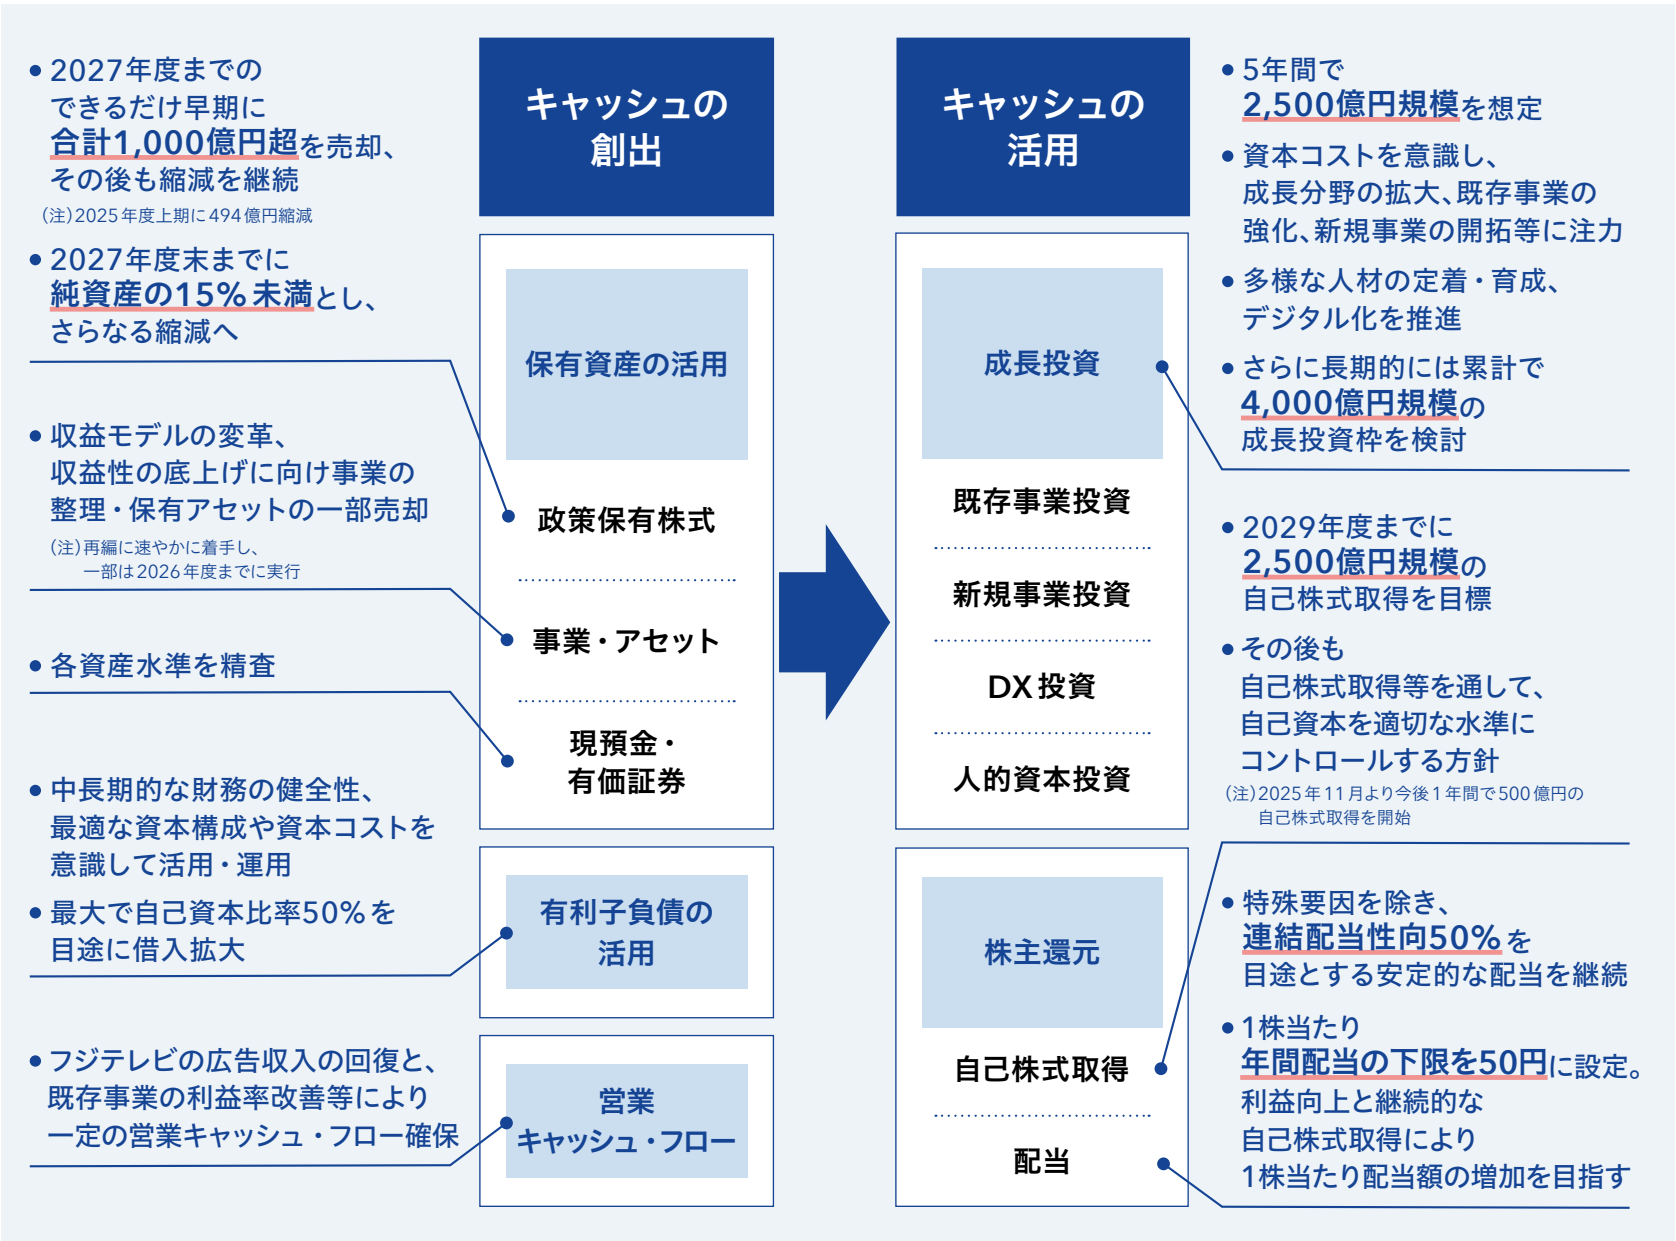 • 2027年度までの
できるだけ早期に
合計1,000億円超を売却、
その後も縮減を継続
(注)2025年度上期に494億円縮減
• 2027年度末までに
純資産の15%未満とし、
さらなる縮減へ
• 収益モデルの変革、
収益性の底上げに向け事業の
整理・保有アセットの一部売却
(注)再編に速やかに着手し、
一部は2026年度までに実行
• 各資産水準を精査
• 中長期的な財務の健全性、
最適な資本構成や資本コストを
意識して活用・運用
• 最大で自己資本比率50%を
目途に借入拡大
• フジテレビの広告収入の回復と、
既存事業の利益率改善等により
一定の営業キャッシュ・フロー確保
キャッシュの
創出
保有資産の活用
政策保有株式
事業・アセット
現預金・
有価証券
有利子負債の
活用
営業
キャッシュ・フロー
キャッシュの
活用
成長投資
既存事業投資
新規事業投資
DX投資
人的資本投資
株主還元
自己株式取得
配当
• 5年間で
2,500億円規模を想定
• 資本コストを意識し、
成長分野の拡大、既存事業の
強化、新規事業の開拓等に注力
• 多様な人材の定着・育成、
デジタル化を推進
• さらに長期的には累計で
4,000億円規模の
成長投資枠を検討
• 2029年度までに
2,500億円規模の
自己株式取得を目標
• その後も
自己株式取得等を通して、
自己資本を適切な水準に
コントロールする方針
(注)2025年11月より今後1年間で500億円の
自己株式取得を開始
• 特殊要因を除き、
連結配当性向50%を
目途とする安定的な配当を継続
• 1株当たり
年間配当の下限を50円に設定。
利益向上と継続的な
自己株式取得により
1株当たり配当額の増加を目指す